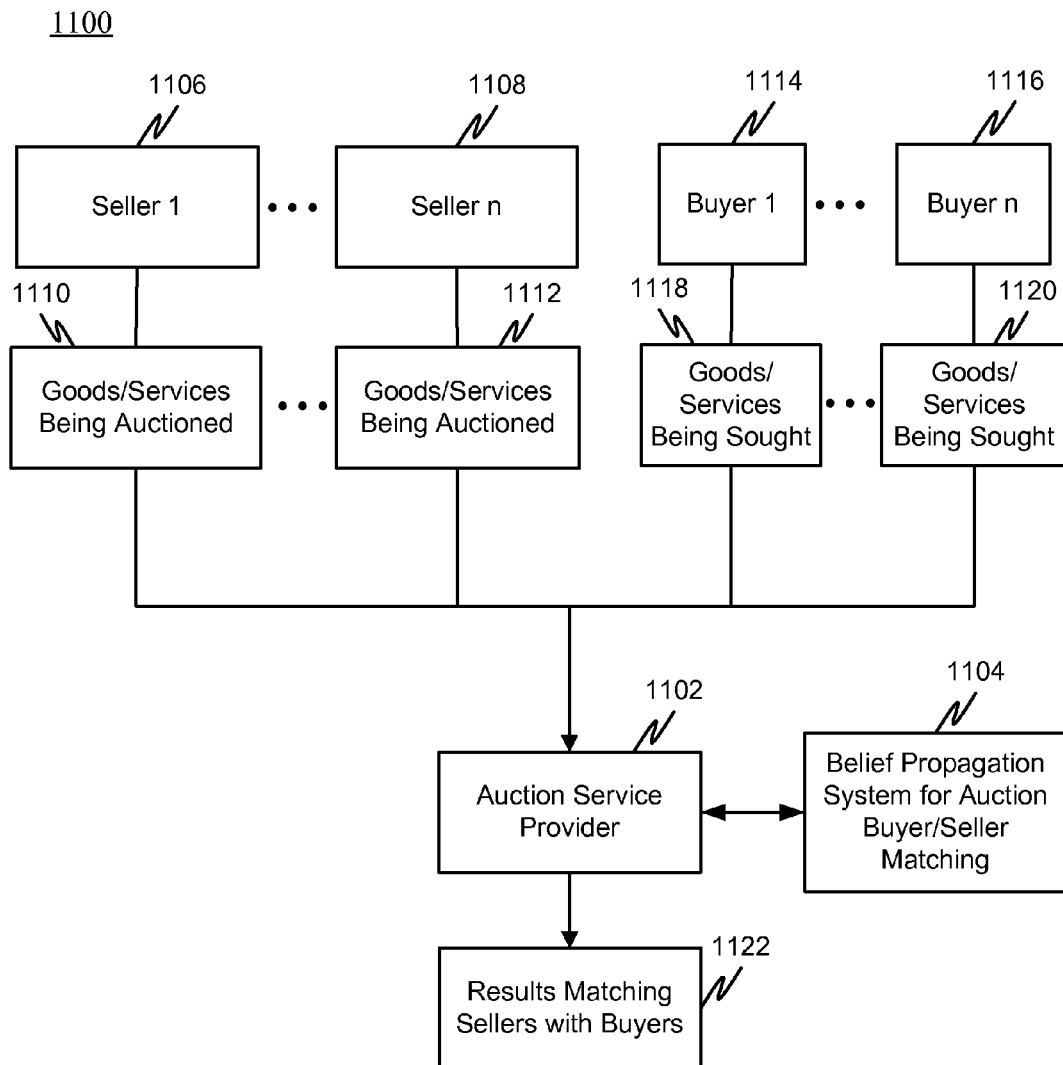 1100
1106
1108
1114
1116
Seller 1
Seller n
Buyer 1
Buyer n
1110
1112
1118
1120
Goods/Services
Being Auctioned
Goods/Services
Being Auctioned
Goods/
Services
Being Sought
Goods/
Services
Being Sought
1102
1104
Auction Service
Provider
Belief Propagation
System for Auction
Buyer/Seller
Matching
1122
Results Matching
Sellers with Buyers